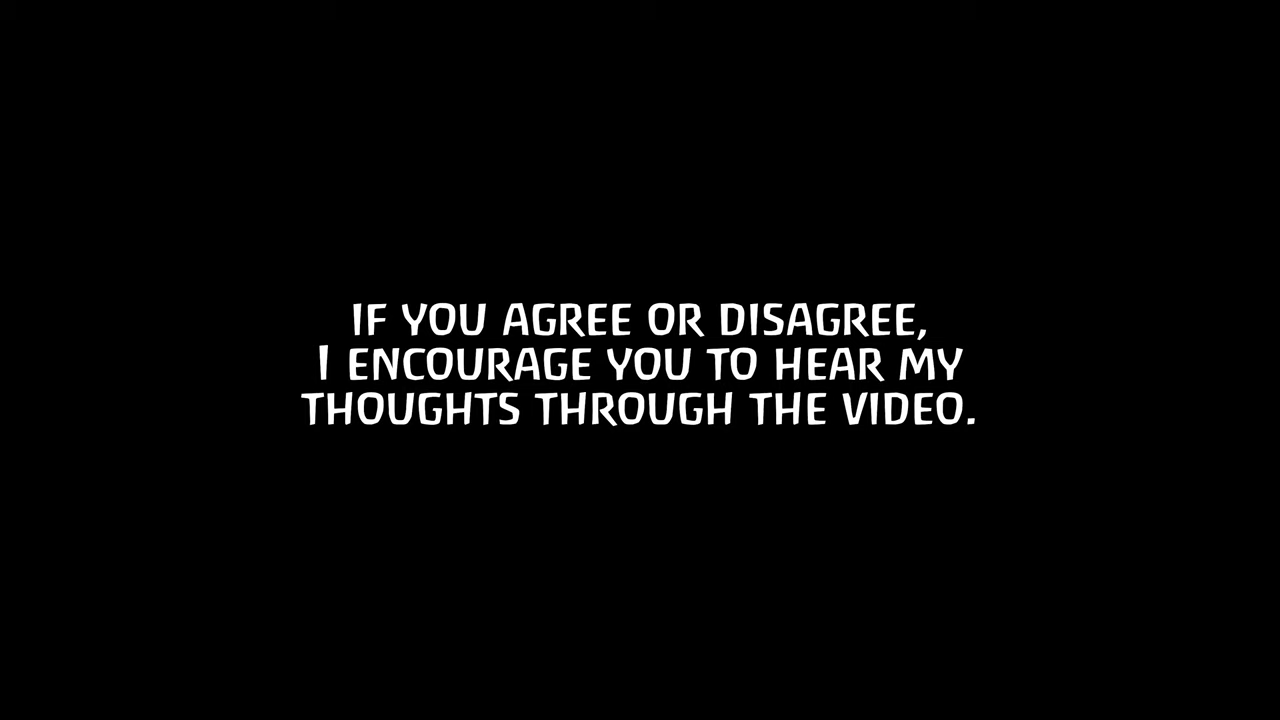 IF YOU AGREE OR DISAGREE,
I ENCOURAGE YOU TO HEAR MY
THOUGHTS THROUGH THE VIDEO.